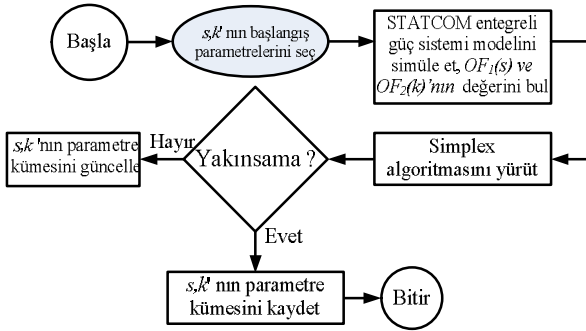 Başla
s,k' nın başlangış
parametrelerini seç
STATCOM entegreli
güç sistemi modelini
simüle et, OF₁(s) ve
OF₂(k)'nın değerini bul
Simplex
algoritmasını yürüt
Yakınsama ?
Hayır
s,k'nın parametre
kümesini güncelle
Evet
s,k' nın parametre
kümesini kaydet
Bitir